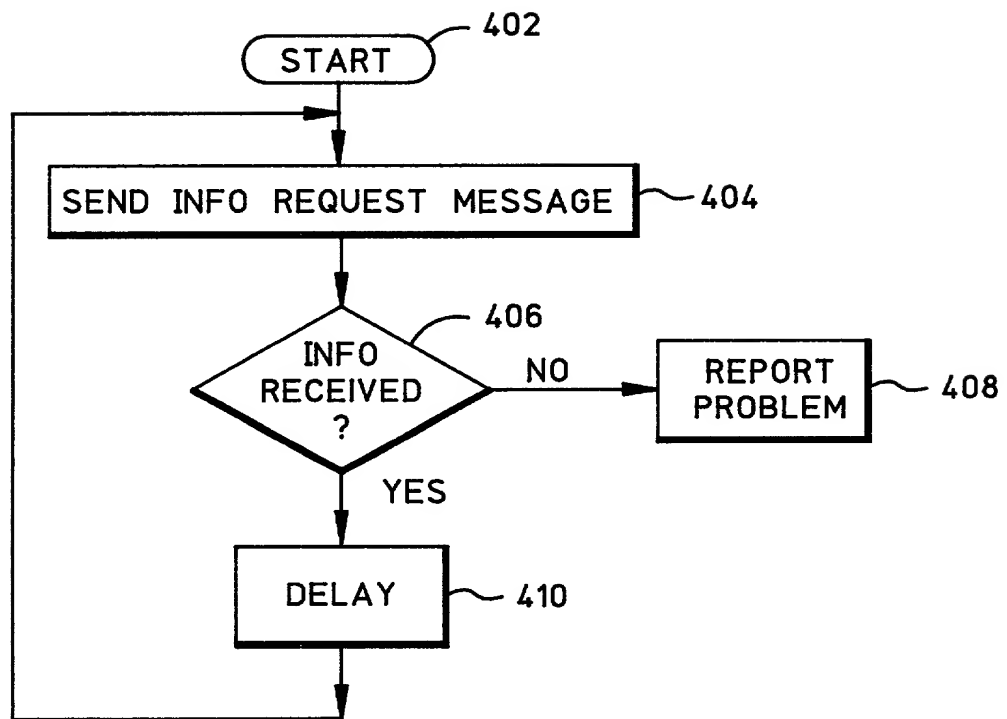 402
START
SEND INFO REQUEST MESSAGE
404
406
INFO
RECEIVED
?
NO
REPORT
PROBLEM
408
YES
DELAY
410